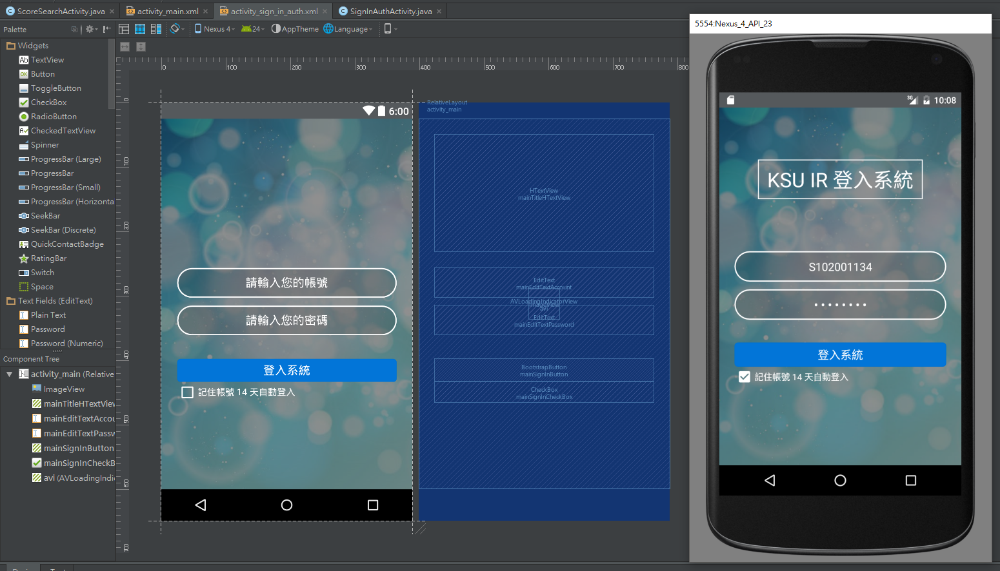 ScoreSearchActivity.java
activity_main.xml
activity_sign_in_auth.xml
SignInAuthActivity.java
Palette
Nexus 4
24
AppTheme
Language
Widgets
TextView
Button
ToggleButton
CheckBox
RadioButton
CheckedTextView
Spinner
ProgressBar (Large)
ProgressBar
ProgressBar (Small)
ProgressBar (Horizonta
SeekBar
SeekBar (Discrete)
QuickContactBadge
RatingBar
Switch
Space
Text Fields (EditText)
Plain Text
Password
Password (Numeric)
Component Tree
activity_main (Relative
ImageView
mainTitleHTextView
mainEditTextAccou
mainEditTextPassw
mainSignInButton
mainSignInCheckB
avi (AVLoadingIndi
0 100 200 300 400 500 600 700 800
0
100
200
300
400
500
600
700
6:00
請輸入您的帳號
請輸入您的密碼
登入系統
記住帳號 14 天自動登入
RelativeLayout
activity_main
HTextView
mainTitleHTextView
EditText
mainEditTextAccount
AVLoadingIndicatorView
ImageView
avi
EditText
mainEditTextPassword
BootstrapButton
mainSignInButton
CheckBox
mainSignInCheckBox
5554:Nexus_4_API_23
3G
10:08
KSU IR 登入系統
S102001134
••••••••
登入系統
記住帳號 14 天自動登入